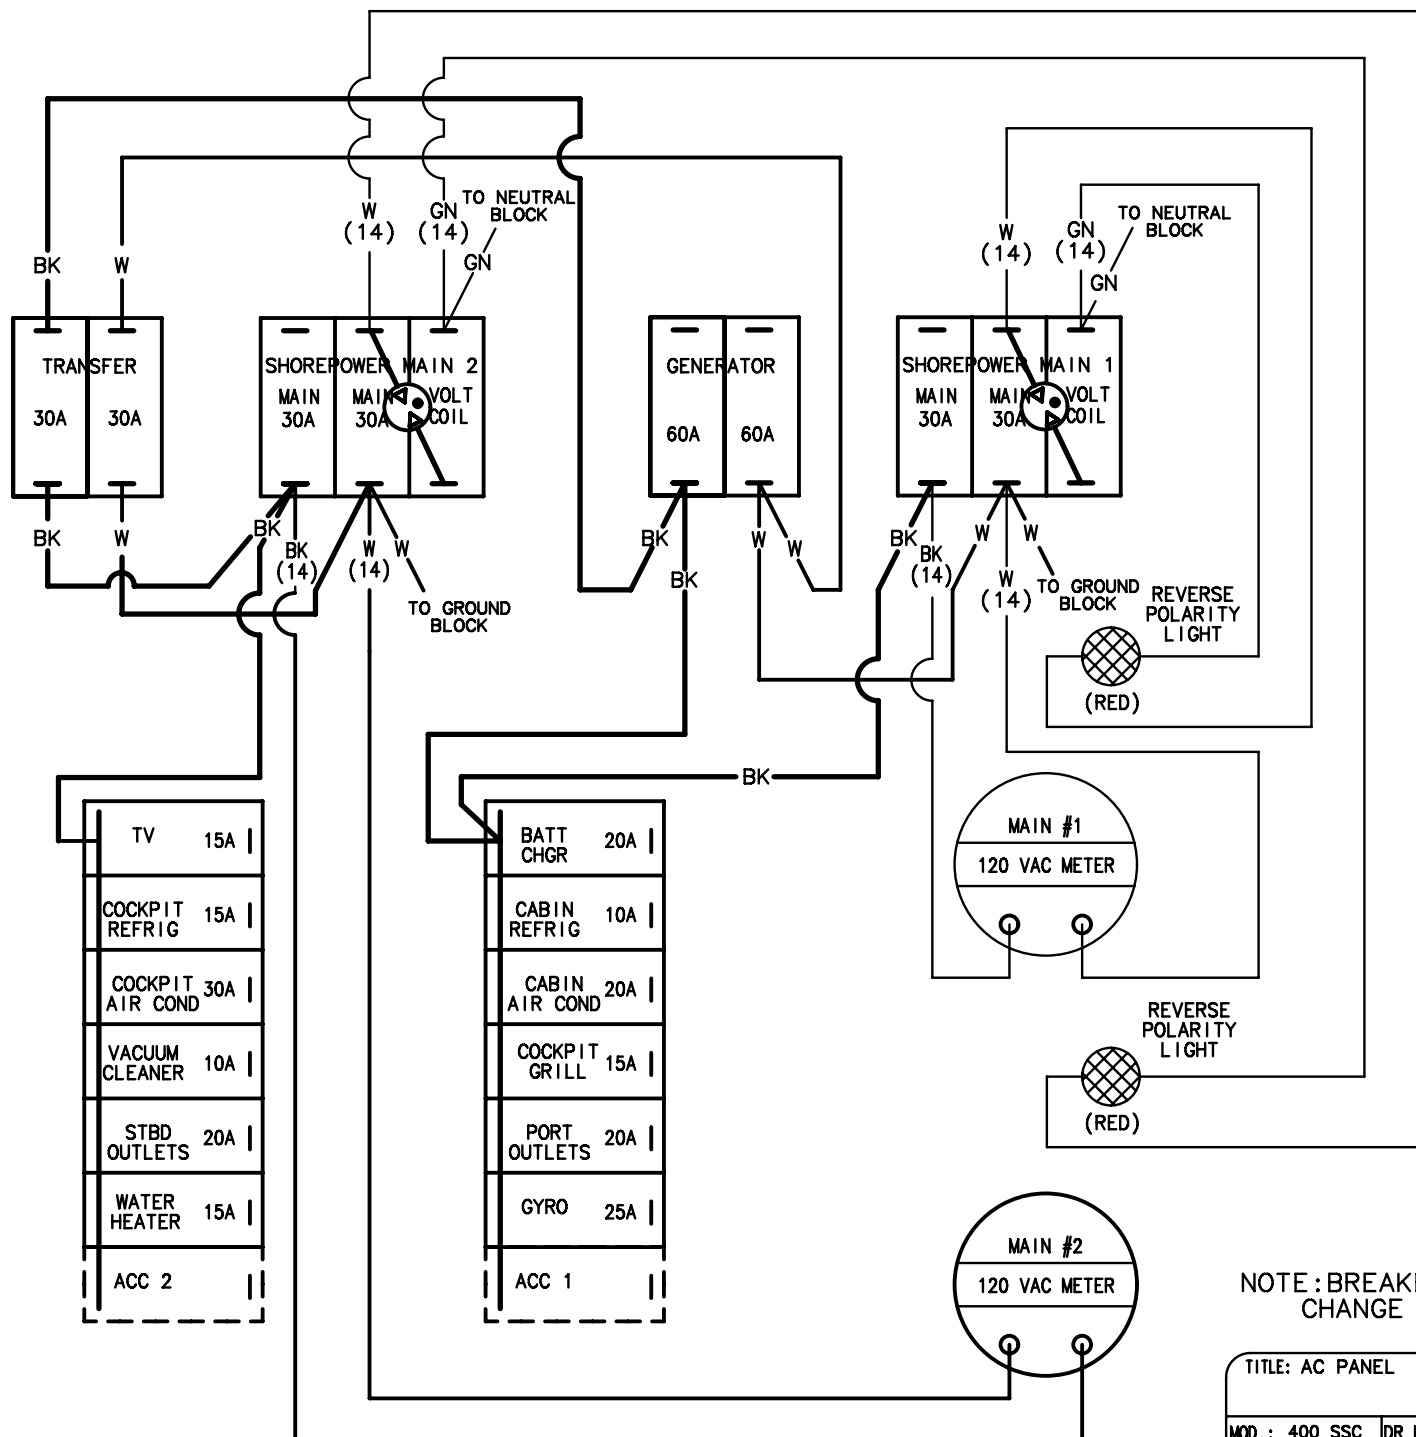 W
(14)
GN
(14)
TO NEUTRAL
BLOCK
GN
W
(14)
GN
(14)
TO NEUTRAL
BLOCK
GN
BK
W
TRANSFER
30A
30A
SHOREPOWER MAIN 2
MAIN
30A
MAIN
30A
VOLT
COIL
GENERATOR
60A
60A
SHOREPOWER MAIN 1
MAIN
30A
MAIN
30A
VOLT
COIL
BK
W
BK
BK
(14)
W
(14)
W
TO GROUND
BLOCK
BK
BK
W
W
BK
BK
(14)
W
W
(14)
W
TO GROUND
BLOCK
REVERSE
POLARITY
LIGHT
(RED)
BK
TV 15A
COCKPIT
REFRIG 15A
COCKPIT
AIR COND 30A
VACUUM
CLEANER 10A
STBD
OUTLETS 20A
WATER
HEATER 15A
ACC 2
BATT
CHGR 20A
CABIN
REFRIG 10A
CABIN
AIR COND 20A
COCKPIT
GRILL 15A
PORT
OUTLETS 20A
GYRO 25A
ACC 1
MAIN #1
120 VAC METER
REVERSE
POLARITY
LIGHT
(RED)
MAIN #2
120 VAC METER
NOTE:BREAK
CHANGE
TITLE: AC PANEL
MOD.: 400 SSC
DR